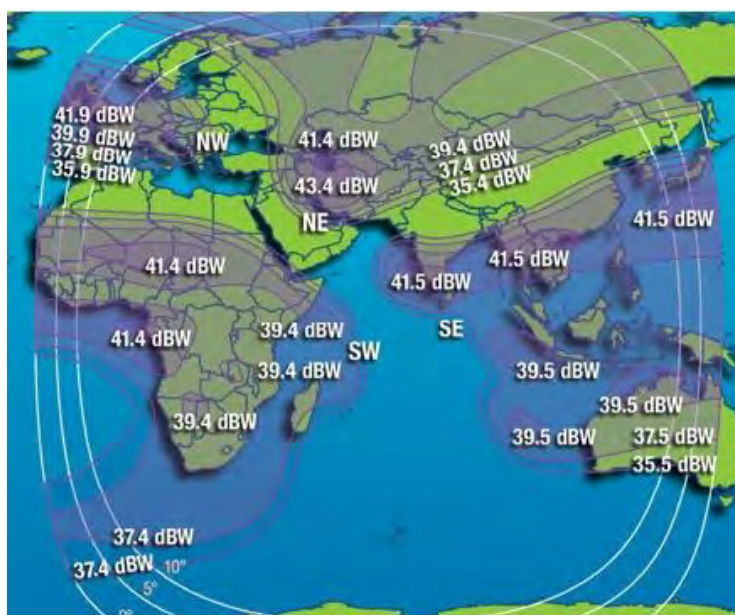 41.9 dBW
39.9 dBW
37.9 dBW
35.9 dBW
NW
41.4 dBW
43.4 dBW
NE
39.4 dBW
37.4 dBW
35.4 dBW
41.5 dBW
41.5 dBW
41.5 dBW
41.4 dBW
41.4 dBW
39.4 dBW
39.4 dBW
SW
SE
39.4 dBW
39.5 dBW
39.5 dBW
39.5 dBW
37.5 dBW
35.5 dBW
37.4 dBW
37.4 dBW
10°
5°
0°